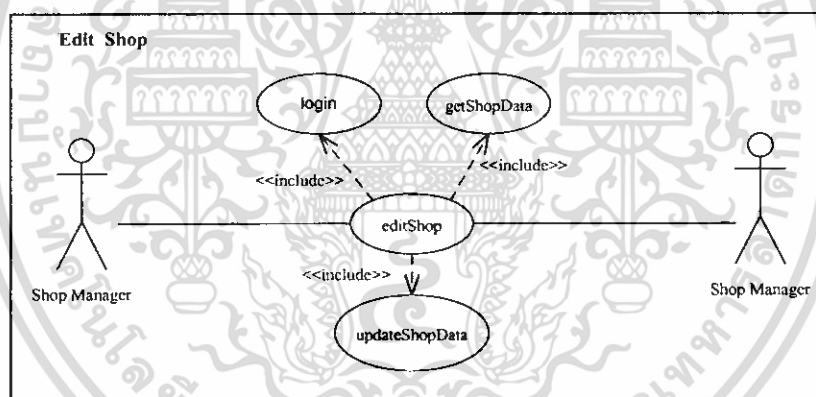 Edit Shop
login
getShopData
<<include>>
<<include>>
editShop
<<include>>
Shop Manager
Shop Manager
updateShopData